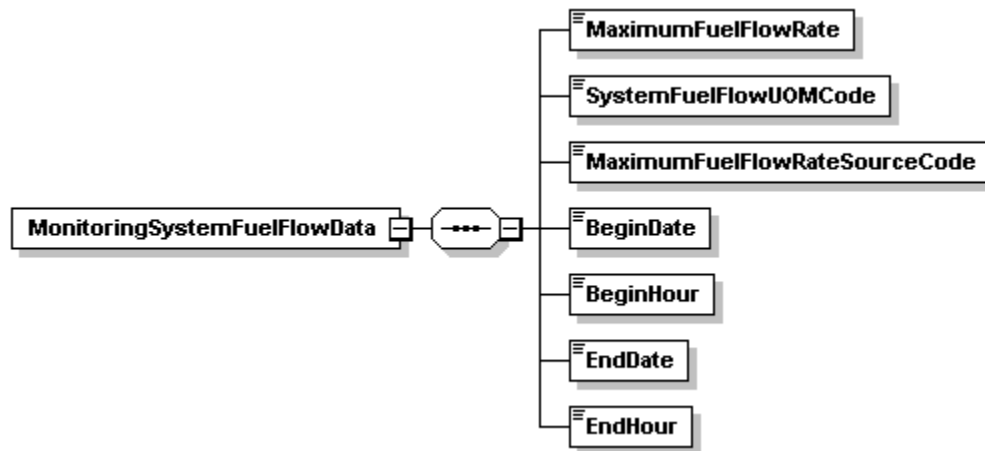 MaximumFuelFlowRate
SystemFuelFlowUOMCode
MaximumFuelFlowRateSourceCode
MonitoringSystemFuelFlowData
BeginDate
BeginHour
EndDate
EndHour